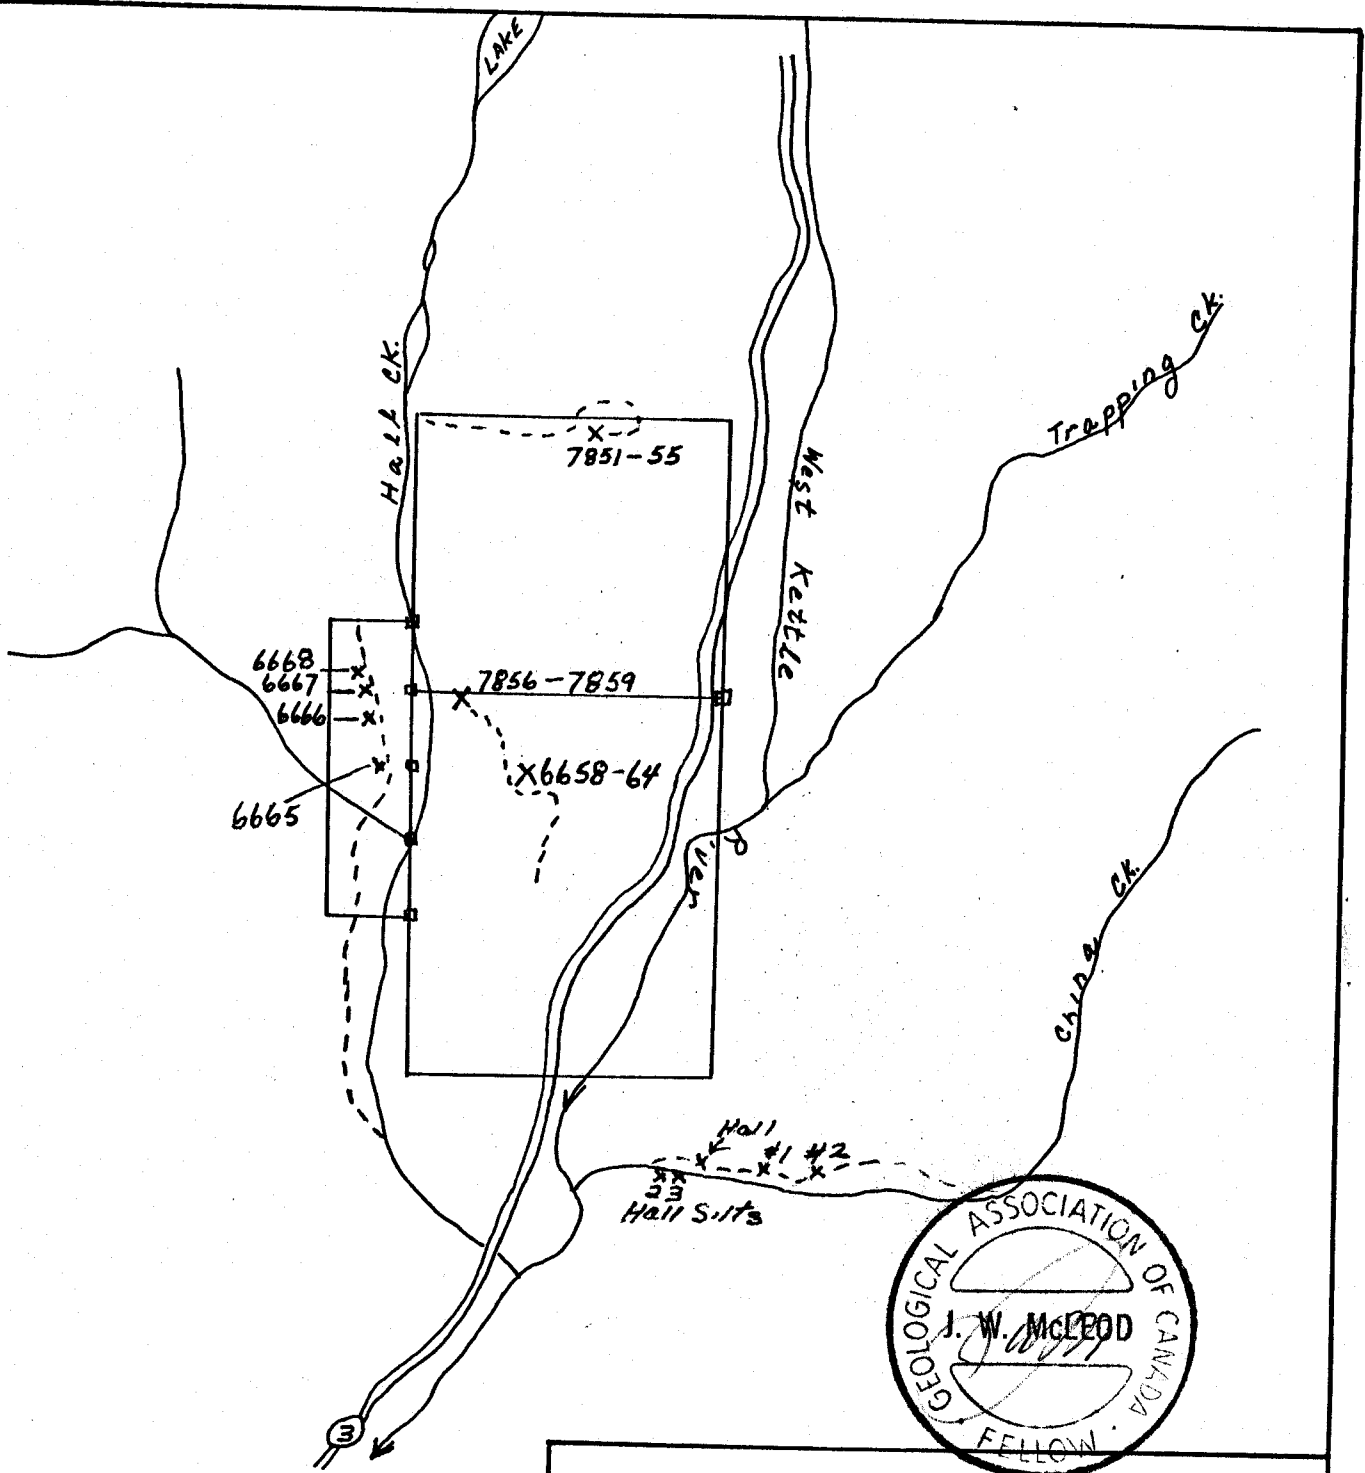 LAKE
Hall CK.
Trapping CK.
West Kettle
River
China CK.
7851-55
6668
6667
6666
6665
7856-7859
6658-64
Hall
#1 #2
2 3
Hall Silts
3
GEOLOGICAL ASSOCIATION OF CANADA
J. W. McLEOD
FELLOW